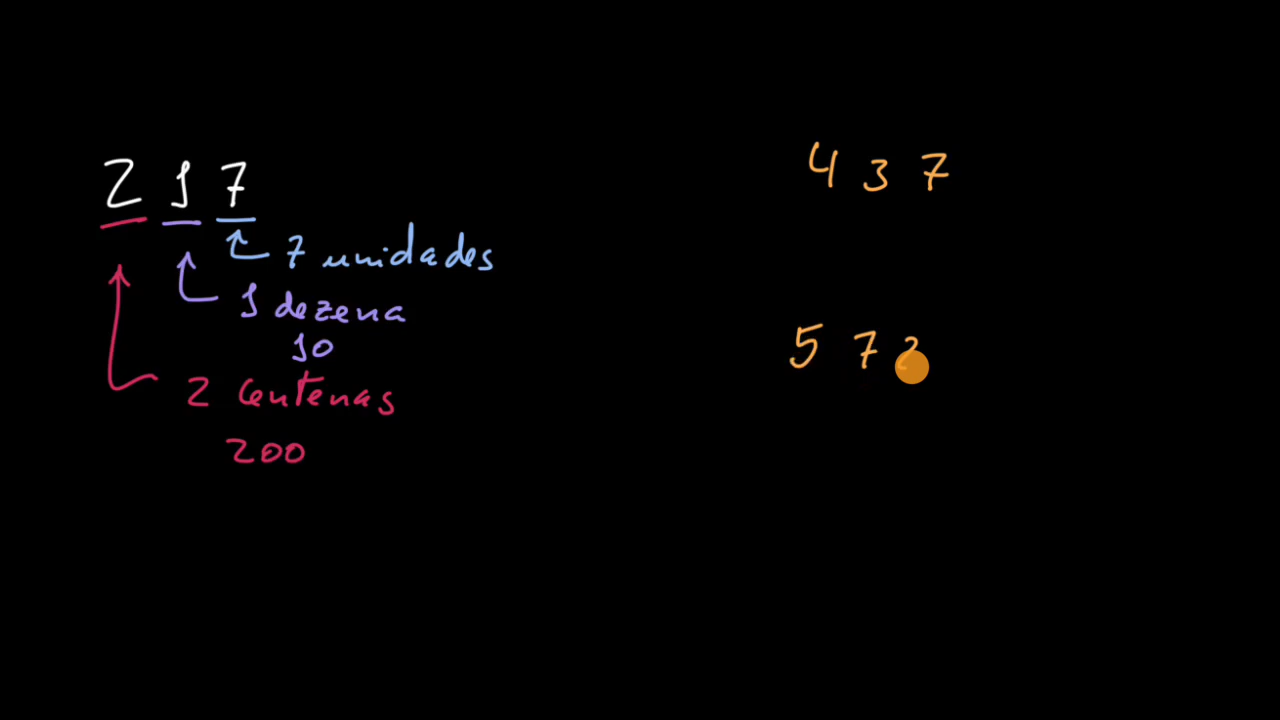 2 1 7
7 unidades
1 dezena
10
2 centenas
200
4 3 7
5 7